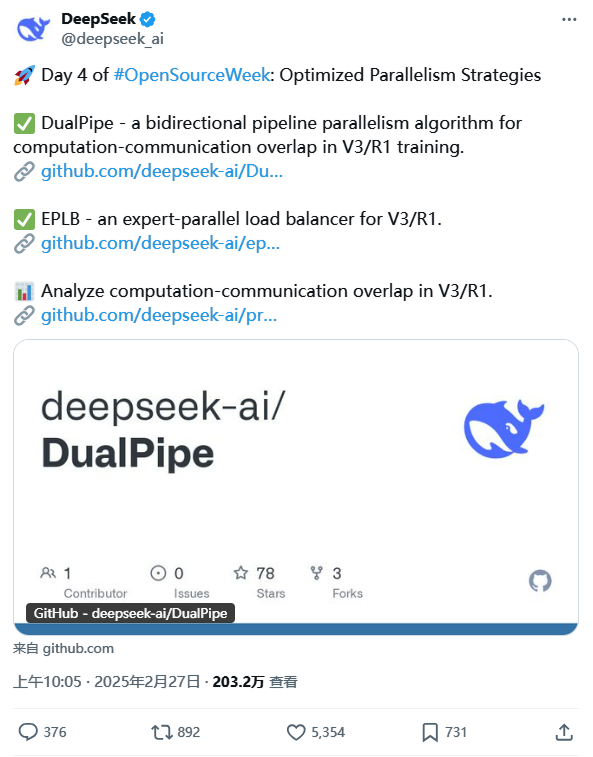 DeepSeek
@deepseek_ai
🚀 Day 4 of #OpenSourceWeek: Optimized Parallelism Strategies
✅ DualPipe - a bidirectional pipeline parallelism algorithm for
computation-communication overlap in V3/R1 training.
🔗 github.com/deepseek-ai/Du...
✅ EPLB - an expert-parallel load balancer for V3/R1.
🔗 github.com/deepseek-ai/ep...
📊 Analyze computation-communication overlap in V3/R1.
🔗 github.com/deepseek-ai/pr...
deepseek-ai/
DualPipe
1 0 78 3
Contributor Issues Stars Forks
GitHub - deepseek-ai/DualPipe
来自 github.com
上午10:05 · 2025年2月27日 · 203.2万 查看
376 892 5,354 731